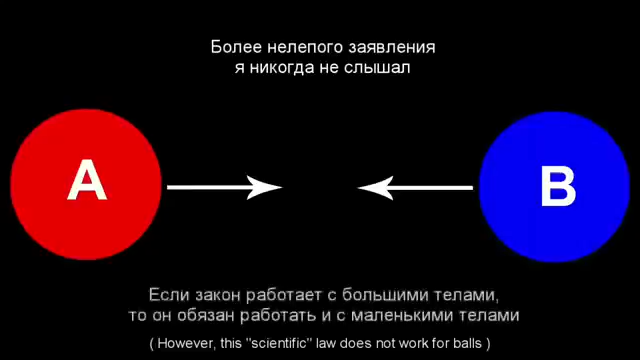 Более нелепого заявления
я никогда не слышал
A
B
Если закон работает с большими телами,
то он обязан работать и с маленькими телами
( However, this "scientific" law does not work for balls )